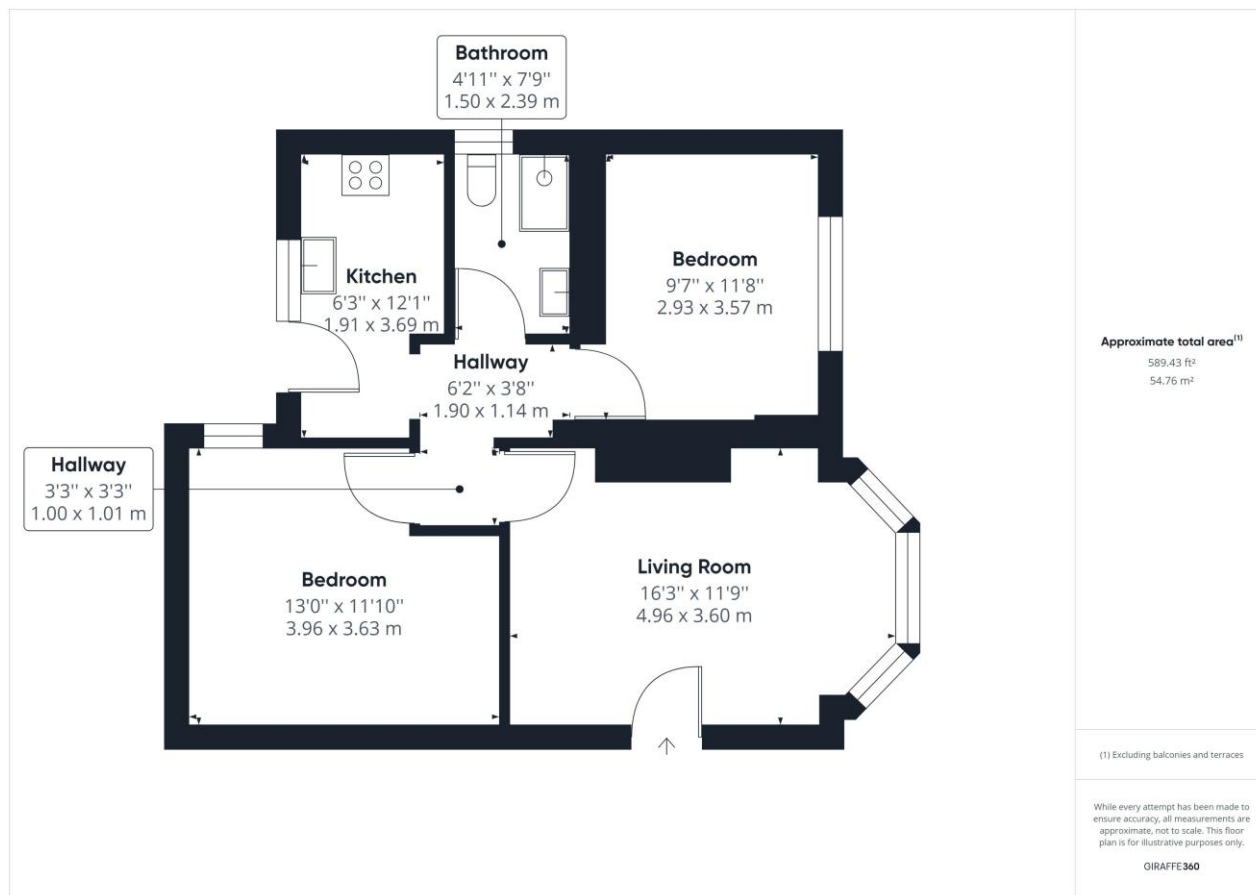 Bathroom
4'11'' x 7'9''
1.50 x 2.39 m
Kitchen
6'3'' x 12'1''
1.91 x 3.69 m
Bedroom
9'7'' x 11'8''
2.93 x 3.57 m
Hallway
6'2'' x 3'8''
1.90 x 1.14 m
Hallway
3'3'' x 3'3''
1.00 x 1.01 m
Bedroom
13'0'' x 11'10''
3.96 x 3.63 m
Living Room
16'3'' x 11'9''
4.96 x 3.60 m
Approximate total area(1)
589.43 ft²
54.76 m²
(1) Excluding balconies and terraces
While every attempt has been made to
ensure accuracy, all measurements are
approximate, not to scale. This floor
plan is for illustrative purposes only.
GIRAFFE360